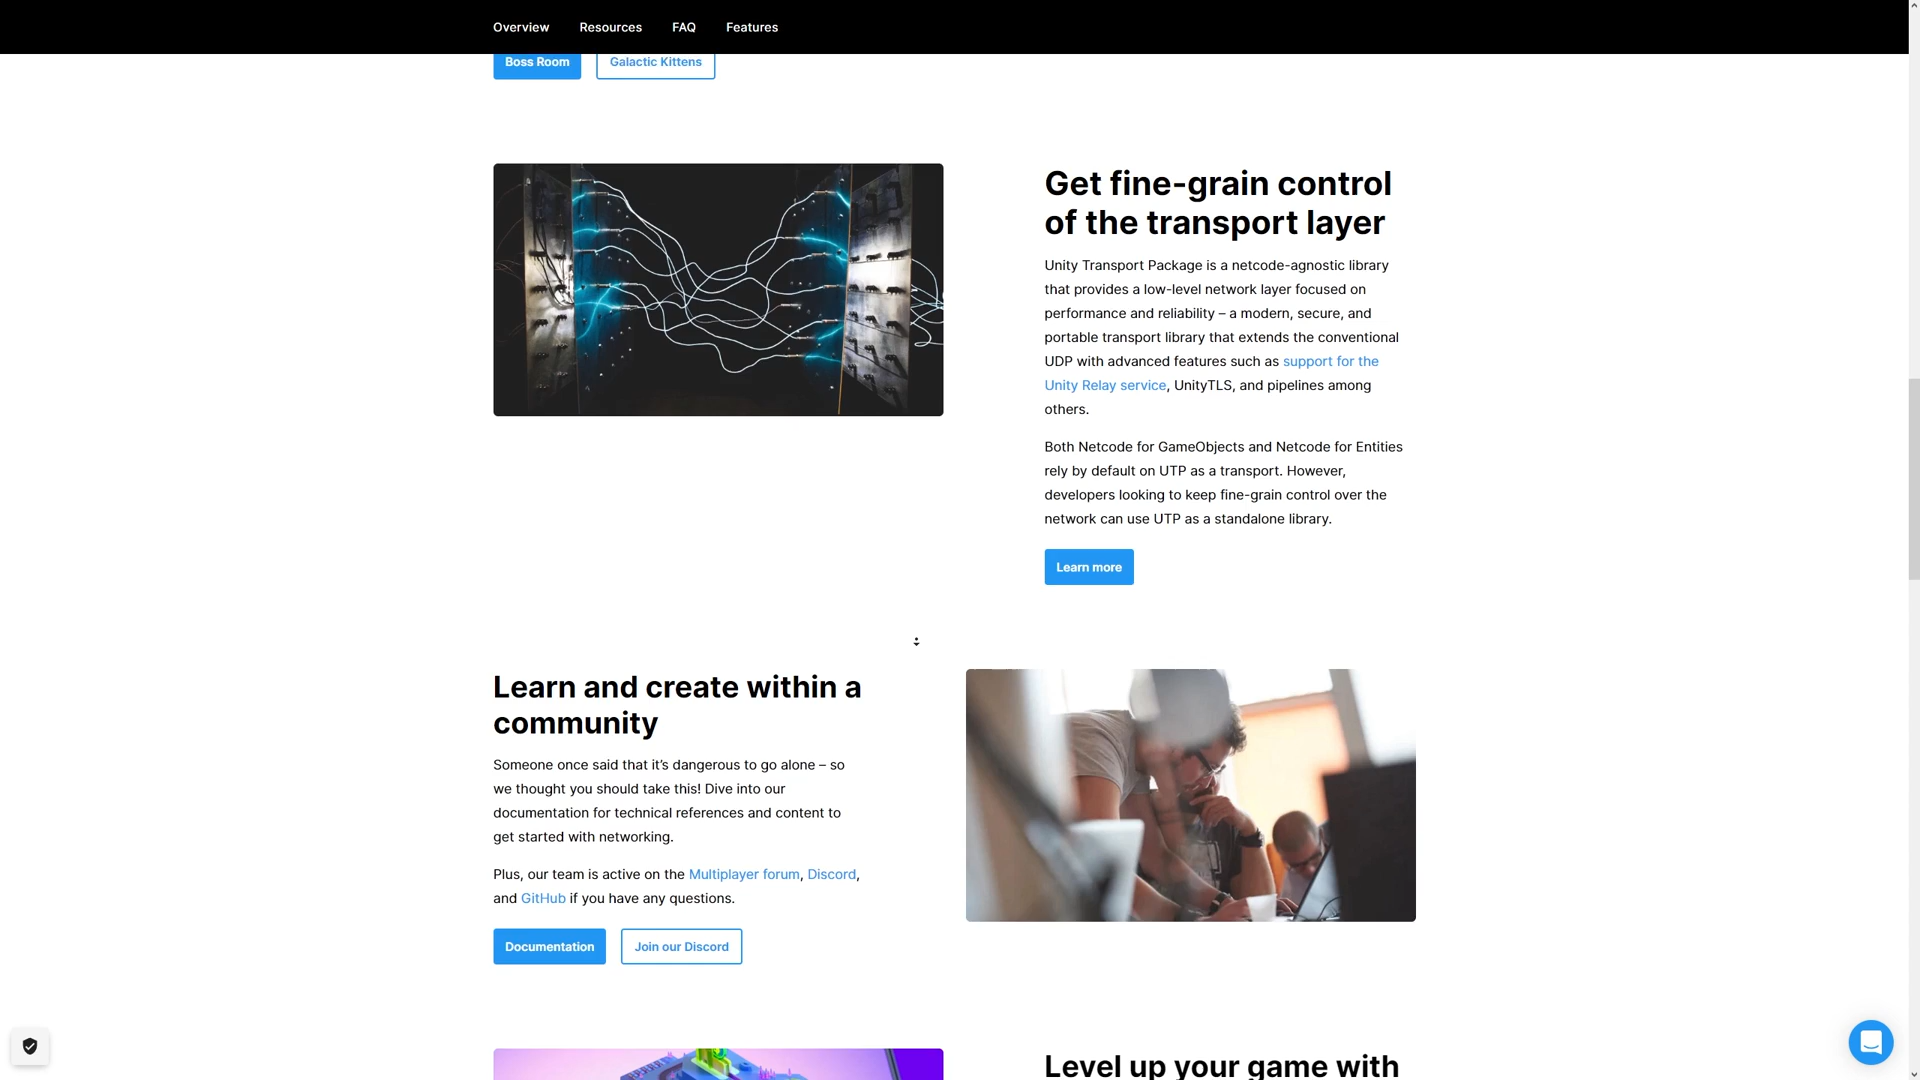 Overview Resources FAQ Features
Boss Room Galactic Kittens
Get fine-grain control
of the transport layer
Unity Transport Package is a netcode-agnostic library
that provides a low-level network layer focused on
performance and reliability – a modern, secure, and
portable transport library that extends the conventional
UDP with advanced features such as support for the
Unity Relay service, UnityTLS, and pipelines among
others.
Both Netcode for GameObjects and Netcode for Entities
rely by default on UTP as a transport. However,
developers looking to keep fine-grain control over the
network can use UTP as a standalone library.
Learn more
Learn and create within a
community
Someone once said that it’s dangerous to go alone – so
we thought you should take this! Dive into our
documentation for technical references and content to
get started with networking.
Plus, our team is active on the Multiplayer forum, Discord,
and GitHub if you have any questions.
Documentation Join our Discord
Level up your game with